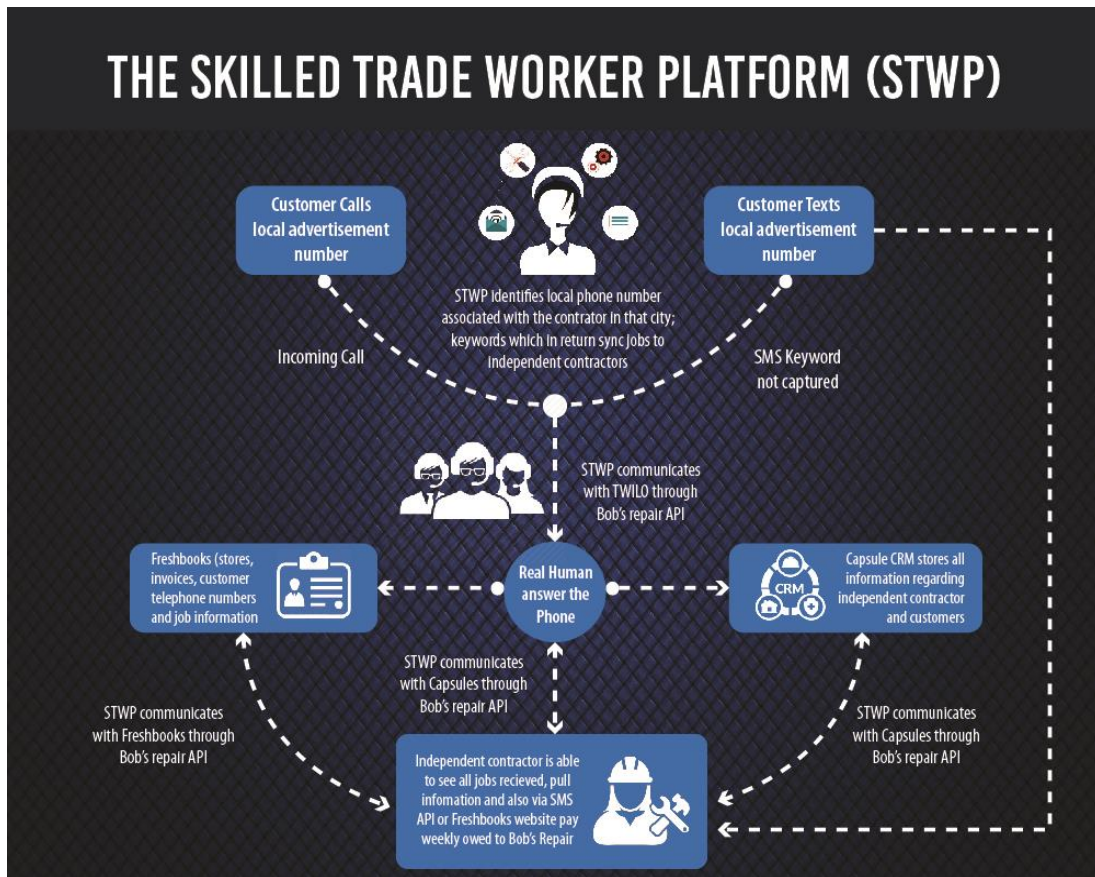 THE SKILLED TRADE WORKER PLATFORM (STWP)
Customer Calls
local advertisement
number
Customer Texts
local advertisement
number
STWP identifies local phone number
associated with the contrator in that city;
keywords which in return sync jobs to
independent contractors
Incoming Call
SMS Keyword
not captured
STWP communicates
with TWILO through
Bob's repair API
Freshbooks (stores,
invoices, customer
telephone numbers
and job information
Real Human
answer the
Phone
CRM
Capsule CRM stores all
information regarding
independent contractor
and customers
STWP communicates
with Capsules through
Bob's repair API
STWP communicates
with Freshbooks through
Bob's repair API
STWP communicates
with Capsules through
Bob's repair API
Independent contractor is able
to see all jobs recieved, pull
infomation and also via SMS
API or Freshbooks website pay
weekly owed to Bob's Repair